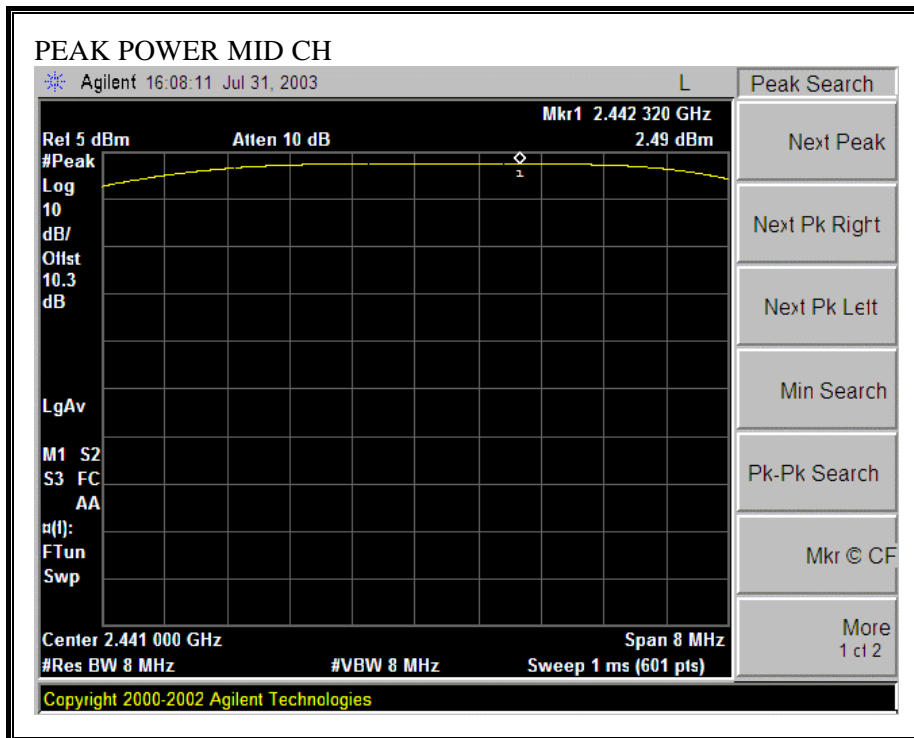 PEAK POWER MID CH
Agilent 16:08:11 Jul 31, 2003 L
Peak Search
Mkr1 2.442 320 GHz
Ref 5 dBm Atten 10 dB 2.49 dBm
#Peak
Log
10
dB/
Offst
10.3
dB
1
LgAv
M1 S2
S3 FC
AA
¤(f):
FTun
Swp
Center 2.441 000 GHz Span 8 MHz
#Res BW 8 MHz #VBW 8 MHz Sweep 1 ms (601 pts)
Copyright 2000-2002 Agilent Technologies
Next Peak
Next Pk Right
Next Pk Left
Min Search
Pk-Pk Search
Mkr © CF
More
1 of 2